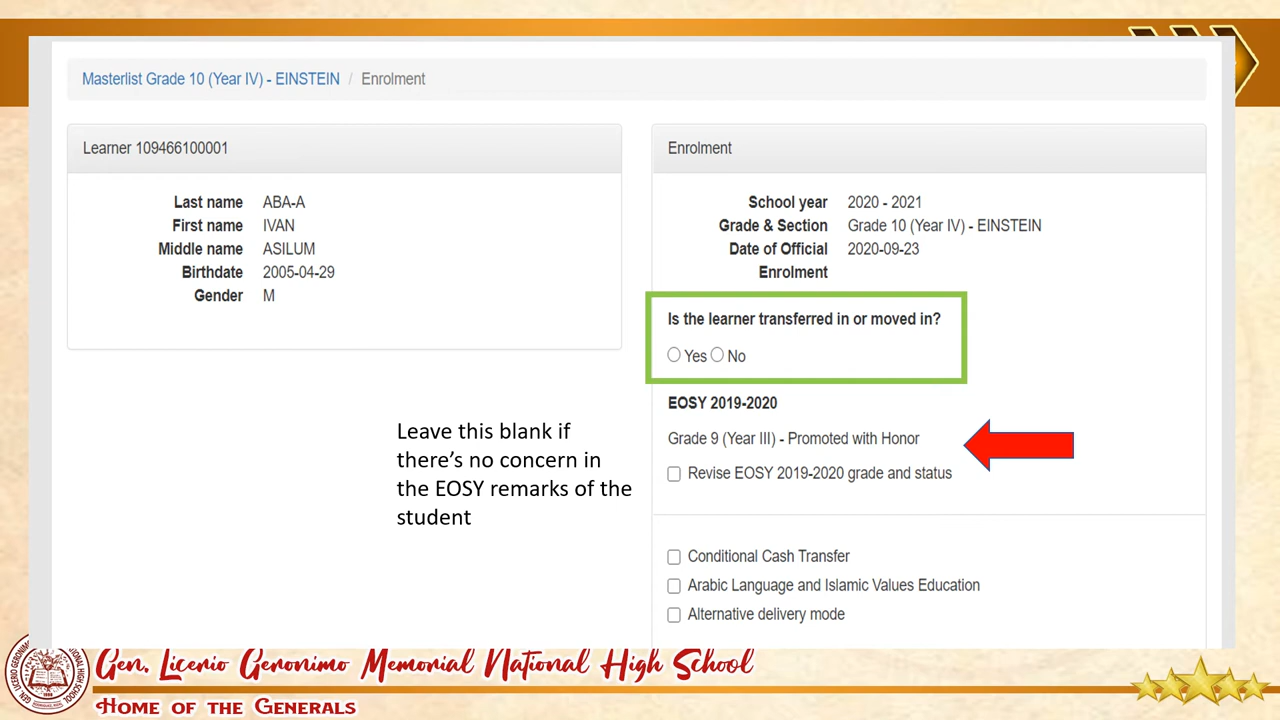 Masterlist Grade 10 (Year IV) - EINSTEIN / Enrolment
Learner 109466100001
Last name ABA-A
First name IVAN
Middle name ASILUM
Birthdate 2005-04-29
Gender M
Enrolment
School year 2020 - 2021
Grade & Section Grade 10 (Year IV) - EINSTEIN
Date of Official 2020-09-23
Enrolment
Is the learner transferred in or moved in?
Yes No
EOSY 2019-2020
Grade 9 (Year III) - Promoted with Honor
Revise EOSY 2019-2020 grade and status
Leave this blank if
there's no concern in
the EOSY remarks of the
student
Conditional Cash Transfer
Arabic Language and Islamic Values Education
Alternative delivery mode
Gen. Licerio Geronimo Memorial National High School
Home of the Generals